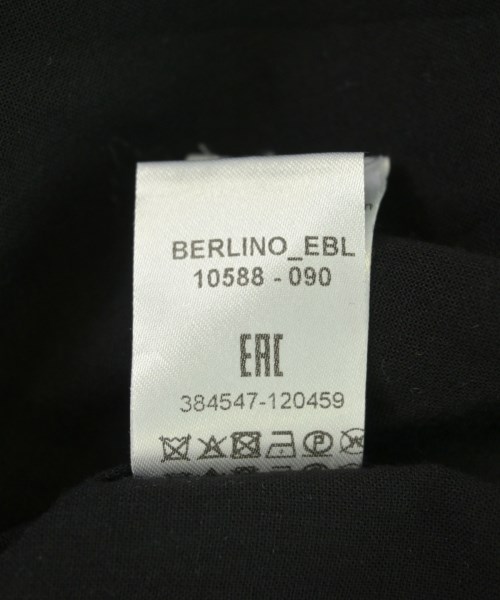 BERLINO_EBL
10588 - 090
EAC
384547-120459
P W